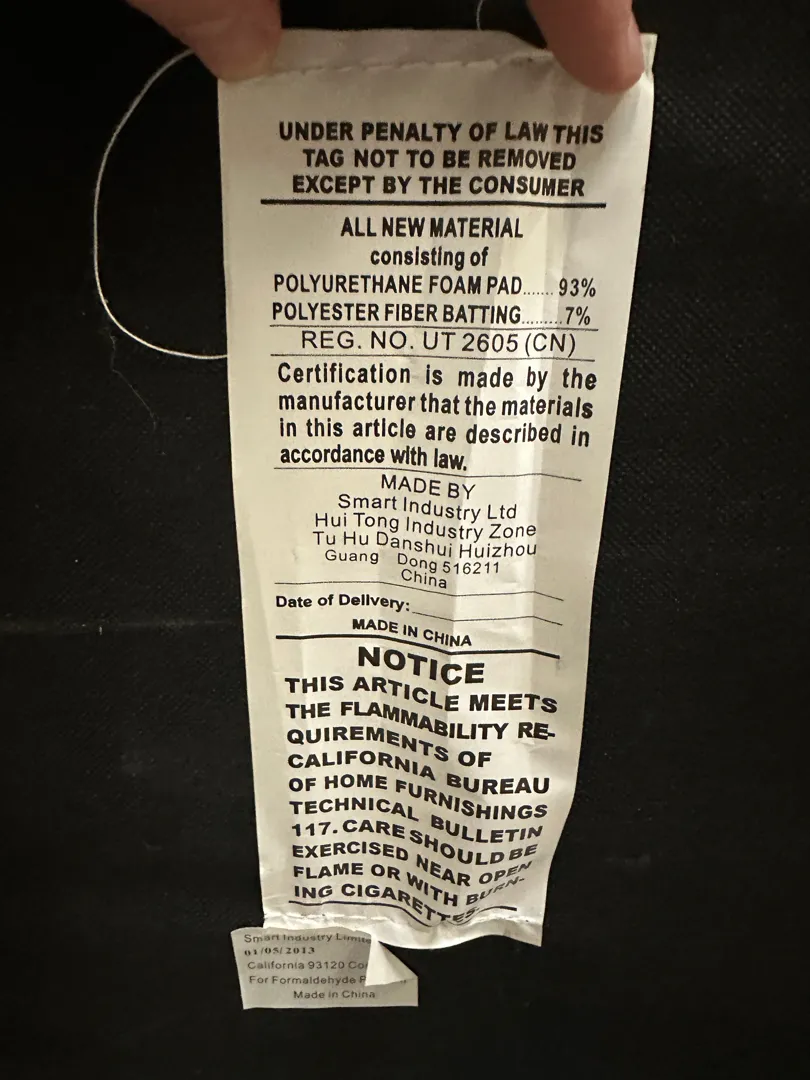 UNDER PENALTY OF LAW THIS
TAG NOT TO BE REMOVED
EXCEPT BY THE CONSUMER
ALL NEW MATERIAL
consisting of
POLYURETHANE FOAM PAD....... 93%
POLYESTER FIBER BATTING.........7%
REG. NO. UT 2605 (CN)
Certification is made by the
manufacturer that the materials
in this article are described in
accordance with law.
MADE BY
Smart Industry Ltd
Hui Tong Industry Zone
Tu Hu Danshui Huizhou
Guang Dong 516211
China
Date of Delivery:
MADE IN CHINA
NOTICE
THIS ARTICLE MEETS
THE FLAMMABILITY RE-
QUIREMENTS OF
CALIFORNIA BUREAU
OF HOME FURNISHINGS
TECHNICAL BULLETIN
117. CARE SHOULD BE
EXERCISED NEAR OPEN
FLAME OR WITH BURN-
ING CIGARETTES.
Smart Industry
01/05/2013
California 93120
For Formaldehyde
Made in China